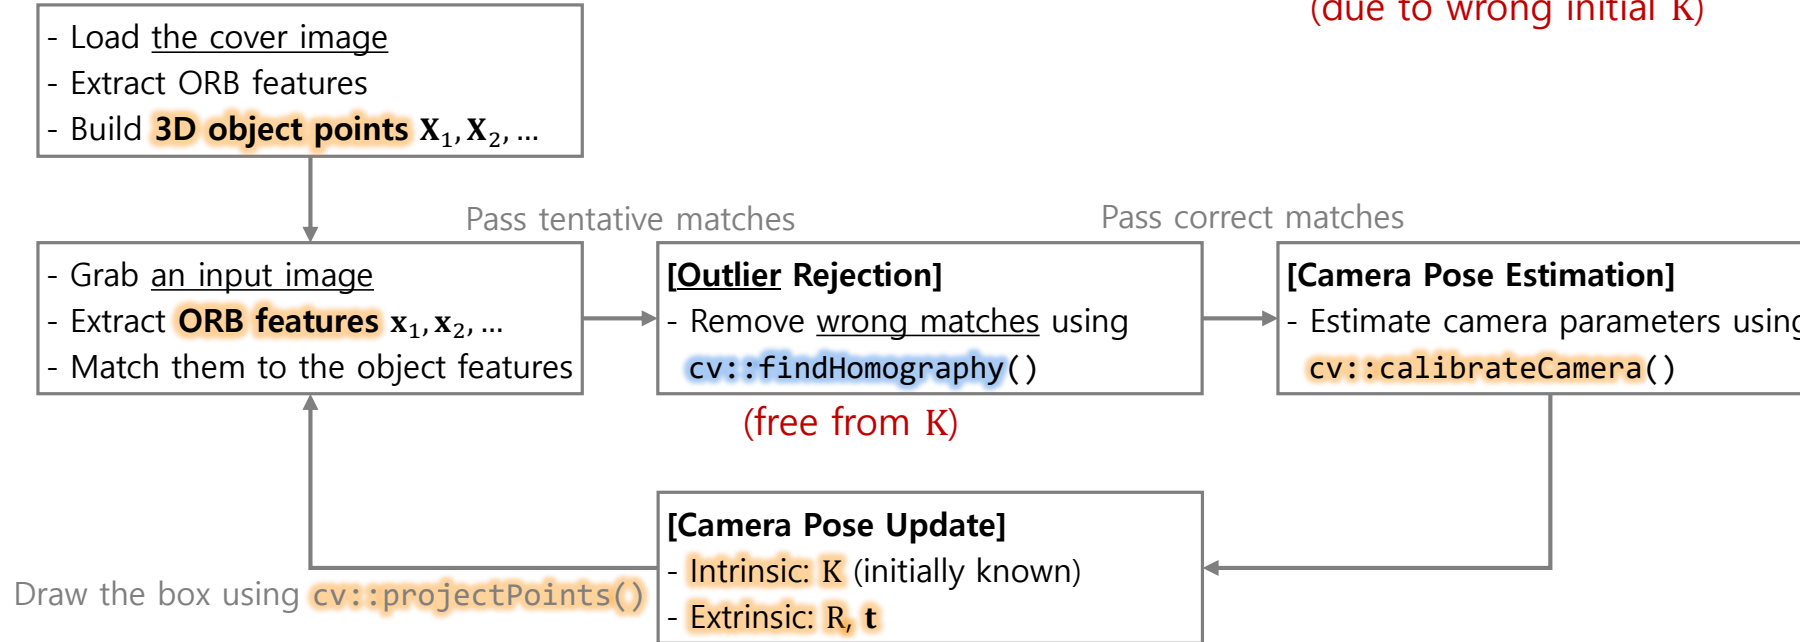 (due to wrong initial K)
- Load the cover image
- Extract ORB features
- Build 3D object points X₁, X₂, …
Pass tentative matches
Pass correct matches
- Grab an input image
- Extract ORB features x₁, x₂, …
- Match them to the object features
[Outlier Rejection]
- Remove wrong matches using
cv::findHomography()
(free from K)
[Camera Pose Estimation]
- Estimate camera parameters using
cv::calibrateCamera()
[Camera Pose Update]
- Intrinsic: K (initially known)
- Extrinsic: R, t
Draw the box using cv::projectPoints()